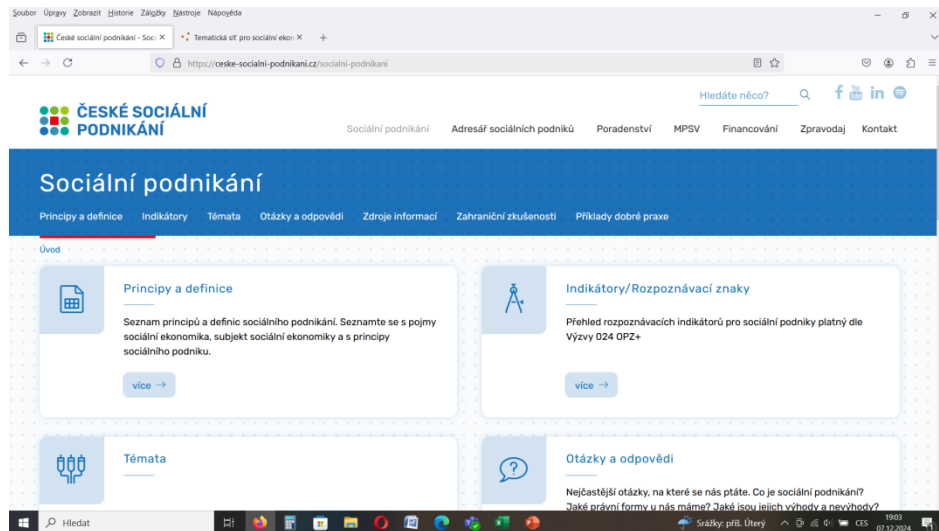 Soubor Úpravy Zobrazit Historie Záložky Nástroje Nápověda
České sociální podnikání - Soci
Tematická síť pro sociální ekon
https://ceske-socialni-podnikani.cz/socialni-podnikani
Hledáte něco?
ČESKÉ SOCIÁLNÍ
PODNIKÁNÍ
Sociální podnikání Adresář sociálních podniků Poradenství MPSV Financování Zpravodaj Kontakt
Sociální podnikání
Principy a definice Indikátory Témata Otázky a odpovědi Zdroje informací Zahraniční zkušenosti Příklady dobré praxe
Úvod
Principy a definice
Seznam principů a definic sociálního podnikání. Seznamte se s pojmy
sociální ekonomika, subjekt sociální ekonomiky a s principy
sociálního podniku.
více →
Indikátory/Rozpoznávací znaky
Přehled rozpoznávacích indikátorů pro sociální podniky platný dle
Výzvy 024 OPZ+
více →
Témata
Otázky a odpovědi
Nejčastější otázky, na které se nás ptáte. Co je sociální podnikání?
Jaké právní formy u nás máme? Jaké jsou jejich výhody a nevýhody?
Hledat
Srážky: příš. Úterý
CES
19:03
07.12.2024